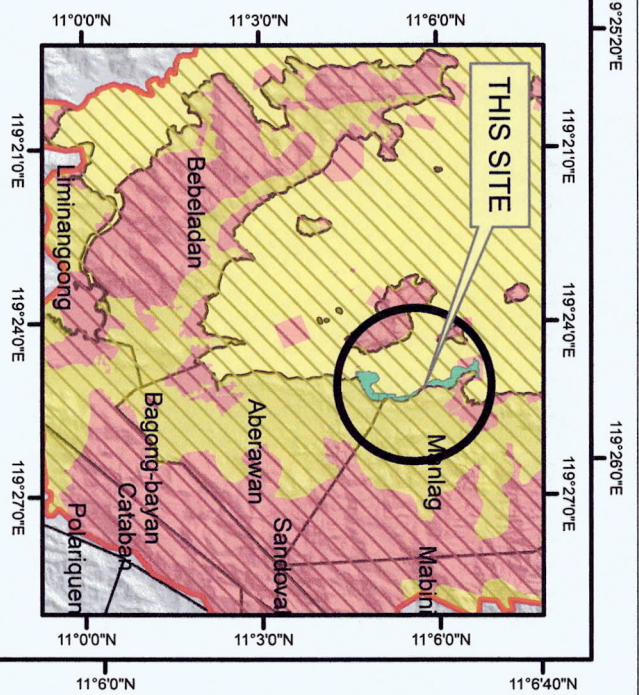 11°0'0"N
11°3'0"N
11°6'0"N
9°25'20"E
119°21'0"E
119°24'0"E
119°27'0"E
THIS SITE
119°21'0"E
119°24'0"E
119°27'0"E
119°26'0"E
Bebeladan
Liminangcong
Manlag
Aberawan
Bagong-bayan
Sandoval
Mabini
Cataban
Polariquen
11°0'0"N
11°3'0"N
11°6'0"N
11°6'0"N
11°6'40"N